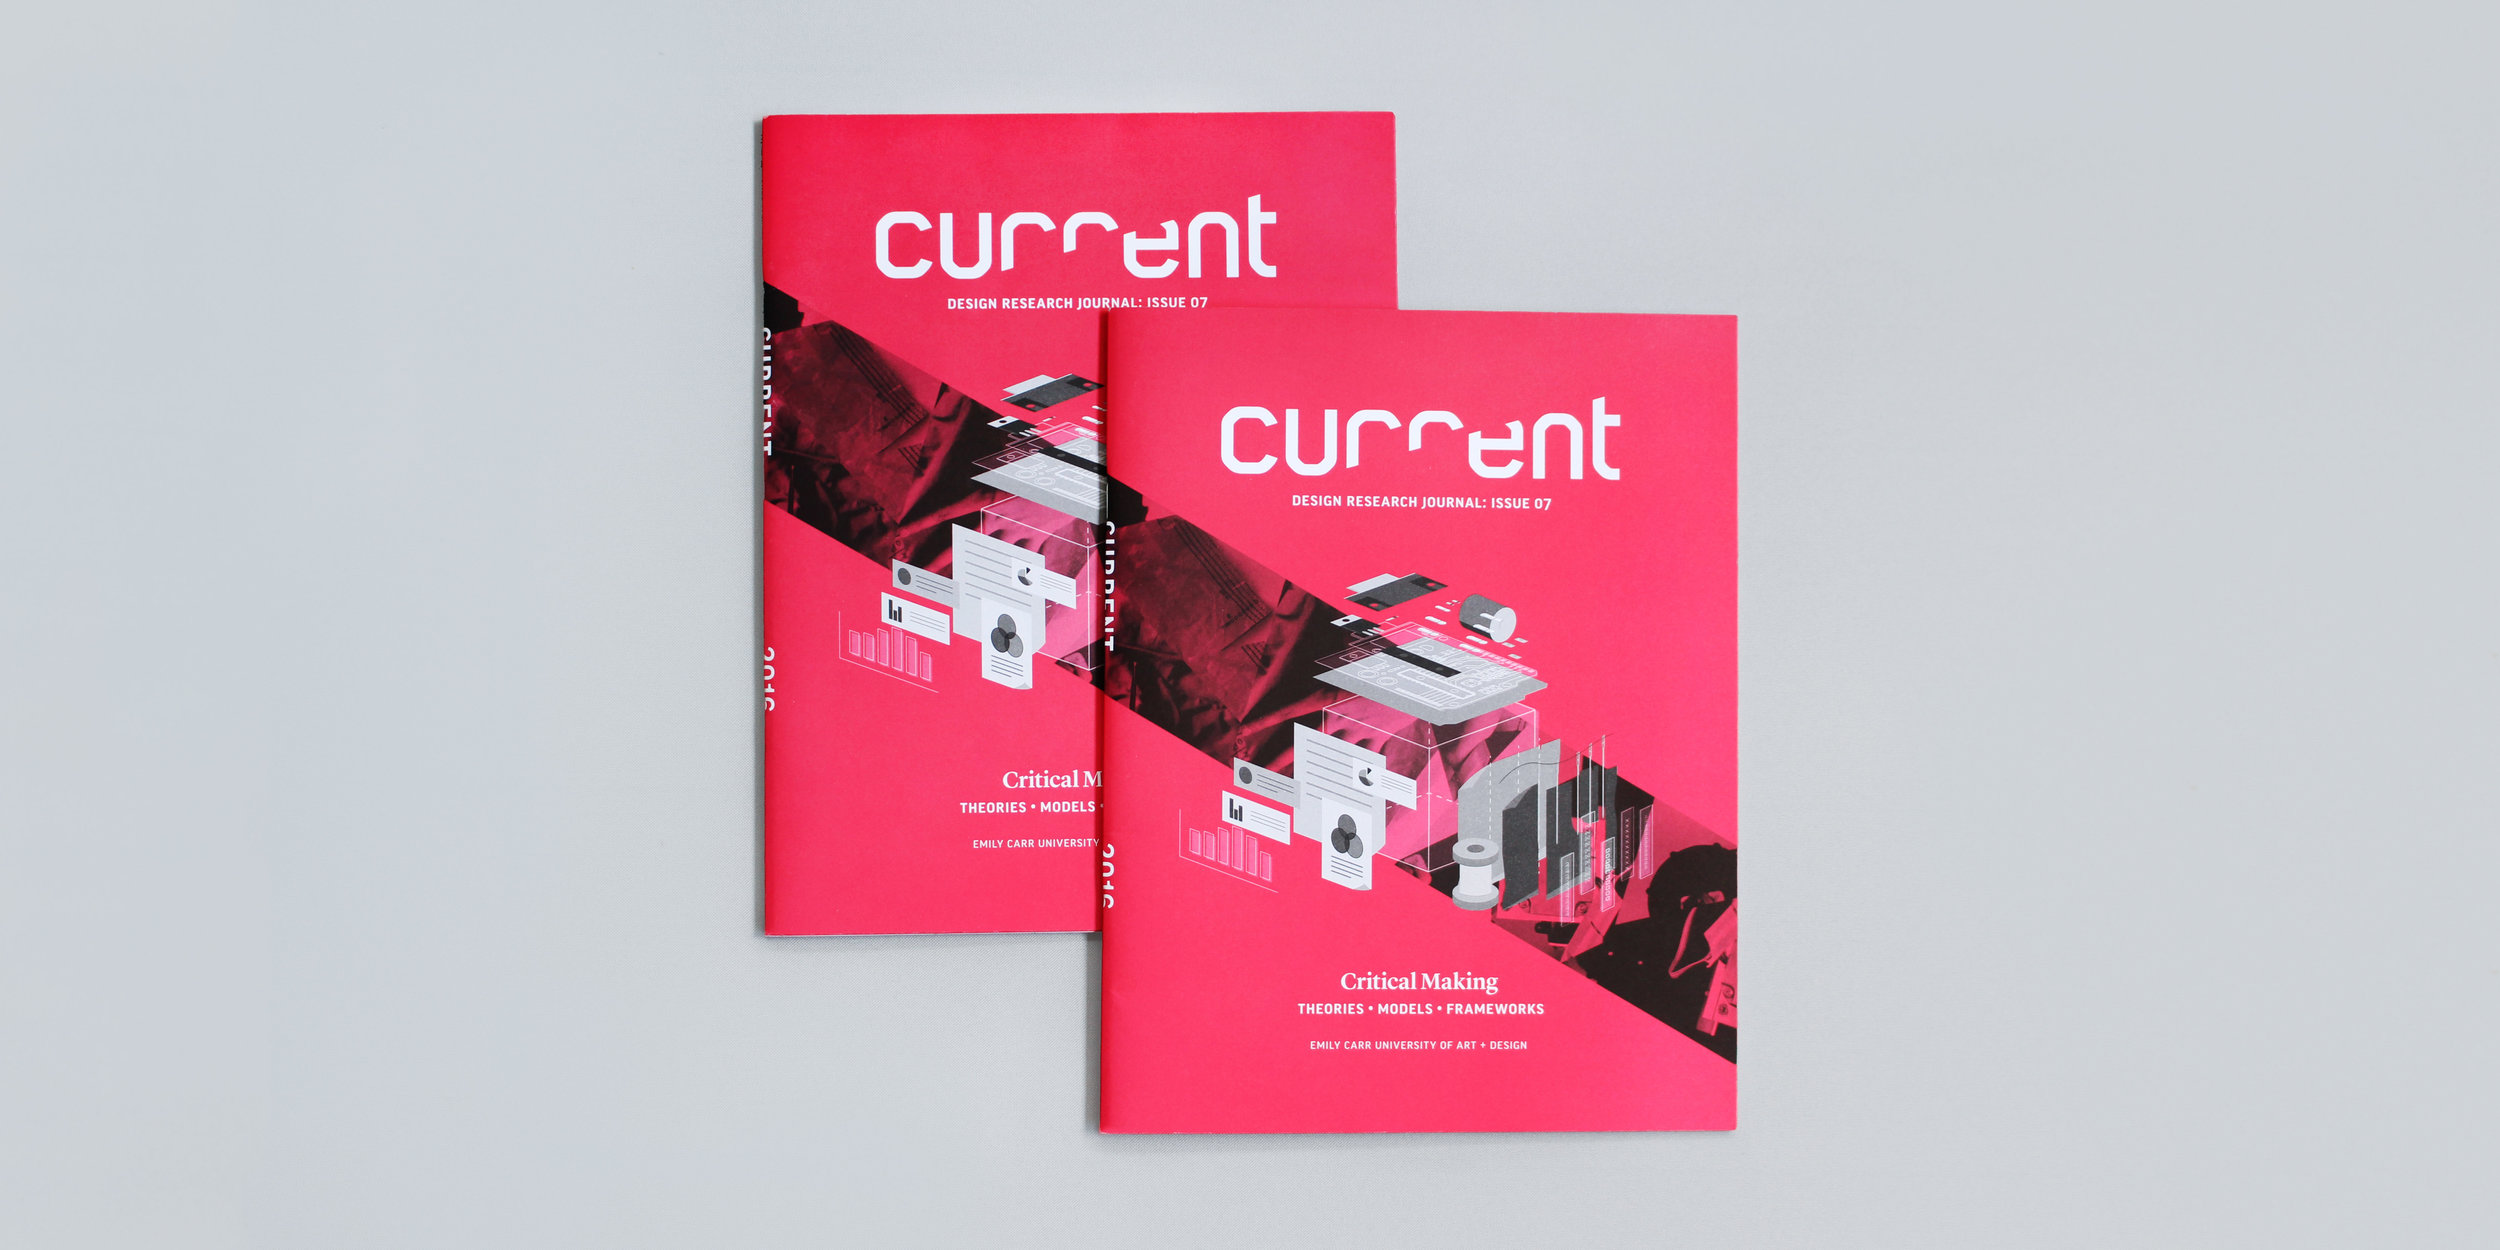 current
DESIGN RESEARCH JOURNAL: ISSUE 07
CURRENT
2016
Critical
THEORIES • MODELS •
EMILY CARR UNIVERSITY
current
DESIGN RESEARCH JOURNAL: ISSUE 07
CURRENT
2016
Critical Making
THEORIES • MODELS • FRAMEWORKS
EMILY CARR UNIVERSITY OF ART + DESIGN